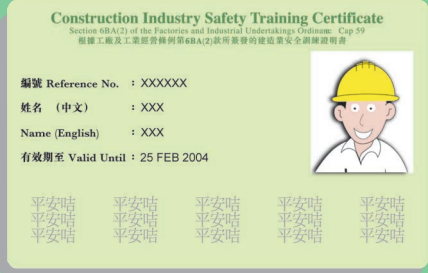 Construction Industry Safety Training Certificate
Section 6BA(2) of the Factories and Industrial Undertakings Ordinanc Cap 59
根據工廠及工業經營條例第6BA(2)款所簽發的建造業安全訓練證明書
編號 Reference No. : XXXXXX
姓名 (中文) : XXX
Name (English) : XXX
有效期至 Valid Until : 25 FEB 2004
平安咭 平安咭 平安咭 平安咭 平安咭
平安咭 平安咭 平安咭 平安咭 平安咭
平安咭 平安咭 平安咭 平安咭 平安咭